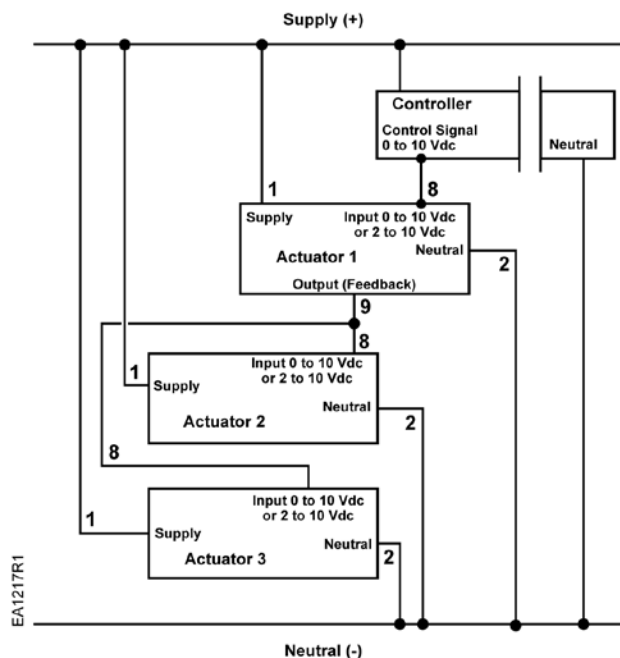 Supply (+)
Controller
Control Signal
0 to 10 Vdc
Neutral
1
8
Supply
Input 0 to 10 Vdc
or 2 to 10 Vdc
Neutral
Actuator 1
2
Output (Feedback)
9
8
Input 0 to 10 Vdc
or 2 to 10 Vdc
1
Supply
Neutral
Actuator 2
2
8
Input 0 to 10 Vdc
or 2 to 10 Vdc
1
Supply
Neutral
Actuator 3
2
EA1217R1
Neutral (-)